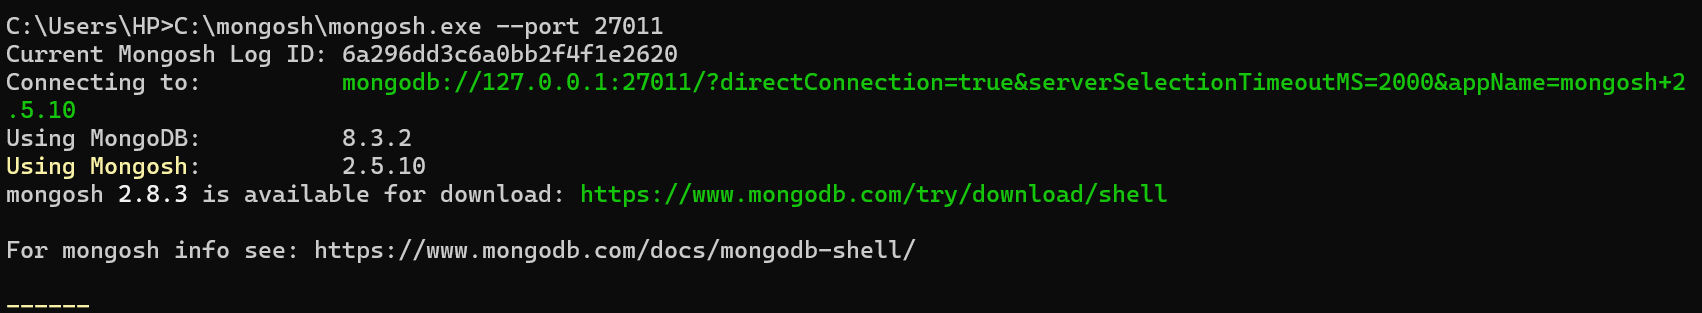 C:\Users\HP>C:\mongosh\mongosh.exe --port 27011
Current Mongosh Log ID: 6a296dd3c6a0bb2f4f1e2620
Connecting to:          mongodb://127.0.0.1:27011/?directConnection=true&serverSelectionTimeoutMS=2000&appName=mongosh+2
.5.10
Using MongoDB:          8.3.2
Using Mongosh:          2.5.10
mongosh 2.8.3 is available for download: https://www.mongodb.com/try/download/shell
For mongosh info see: https://www.mongodb.com/docs/mongodb-shell/
------